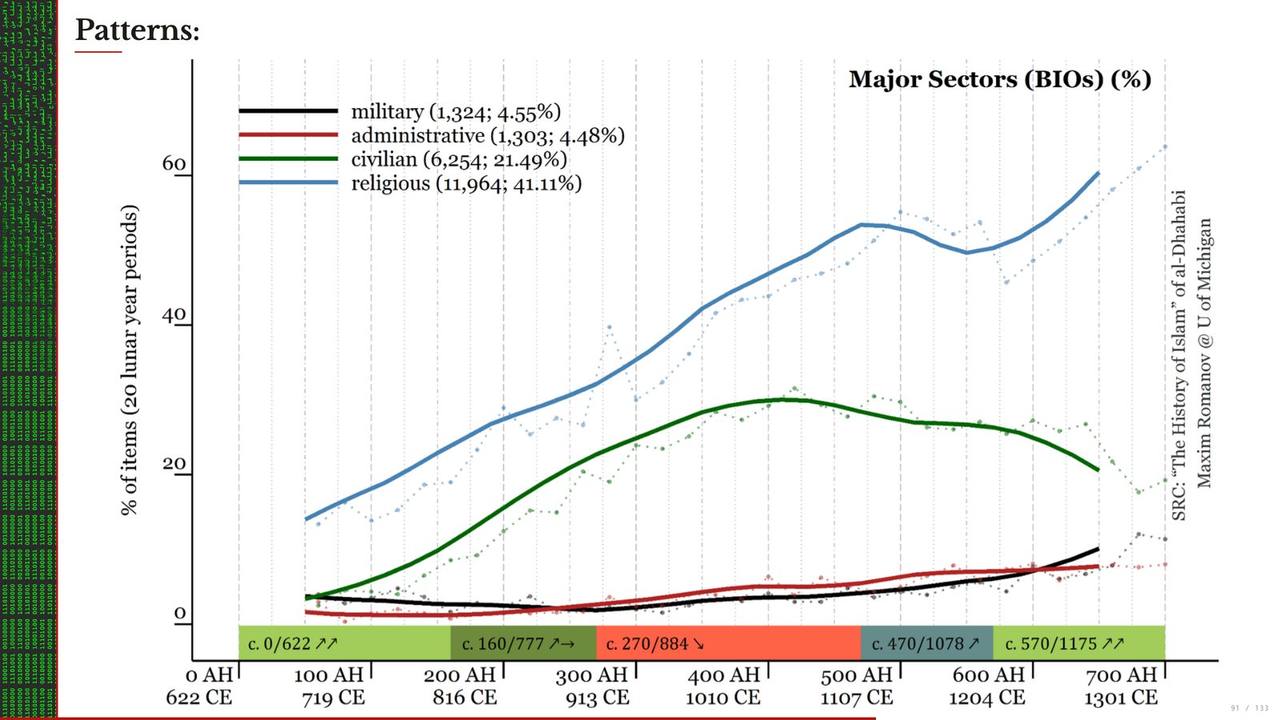 Patterns:
Major Sectors (BIOs) (%)
military (1,324; 4.55%)
administrative (1,303; 4.48%)
civilian (6,254; 21.49%)
religious (11,964; 41.11%)
% of items (20 lunar year periods)
60
40
20
0
SRC: “The History of Islam” of al-Dhahabi
Maxim Romanov @ U of Michigan
c. 0/622 ↗↗
c. 160/777 ↗→
c. 270/884 ↘
c. 470/1078 ↗
c. 570/1175 ↗↗
0 AH
622 CE
100 AH
719 CE
200 AH
816 CE
300 AH
913 CE
400 AH
1010 CE
500 AH
1107 CE
600 AH
1204 CE
700 AH
1301 CE
91 / 133